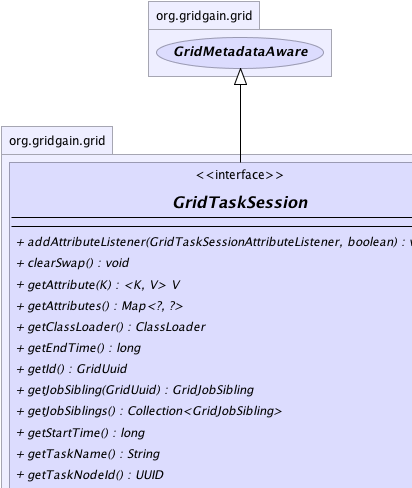 org.gridgain.grid
GridMetadataAware
org.gridgain.grid
<<interface>>
GridTaskSession
+ addAttributeListener(GridTaskSessionAttributeListener, boolean) :
+ clearSwap() : void
+ getAttribute(K) : <K, V> V
+ getAttributes() : Map<?, ?>
+ getClassLoader() : ClassLoader
+ getEndTime() : long
+ getId() : GridUuid
+ getJobSibling(GridUuid) : GridJobSibling
+ getJobSiblings() : Collection<GridJobSibling>
+ getStartTime() : long
+ getTaskName() : String
+ getTaskNodeId() : UUID